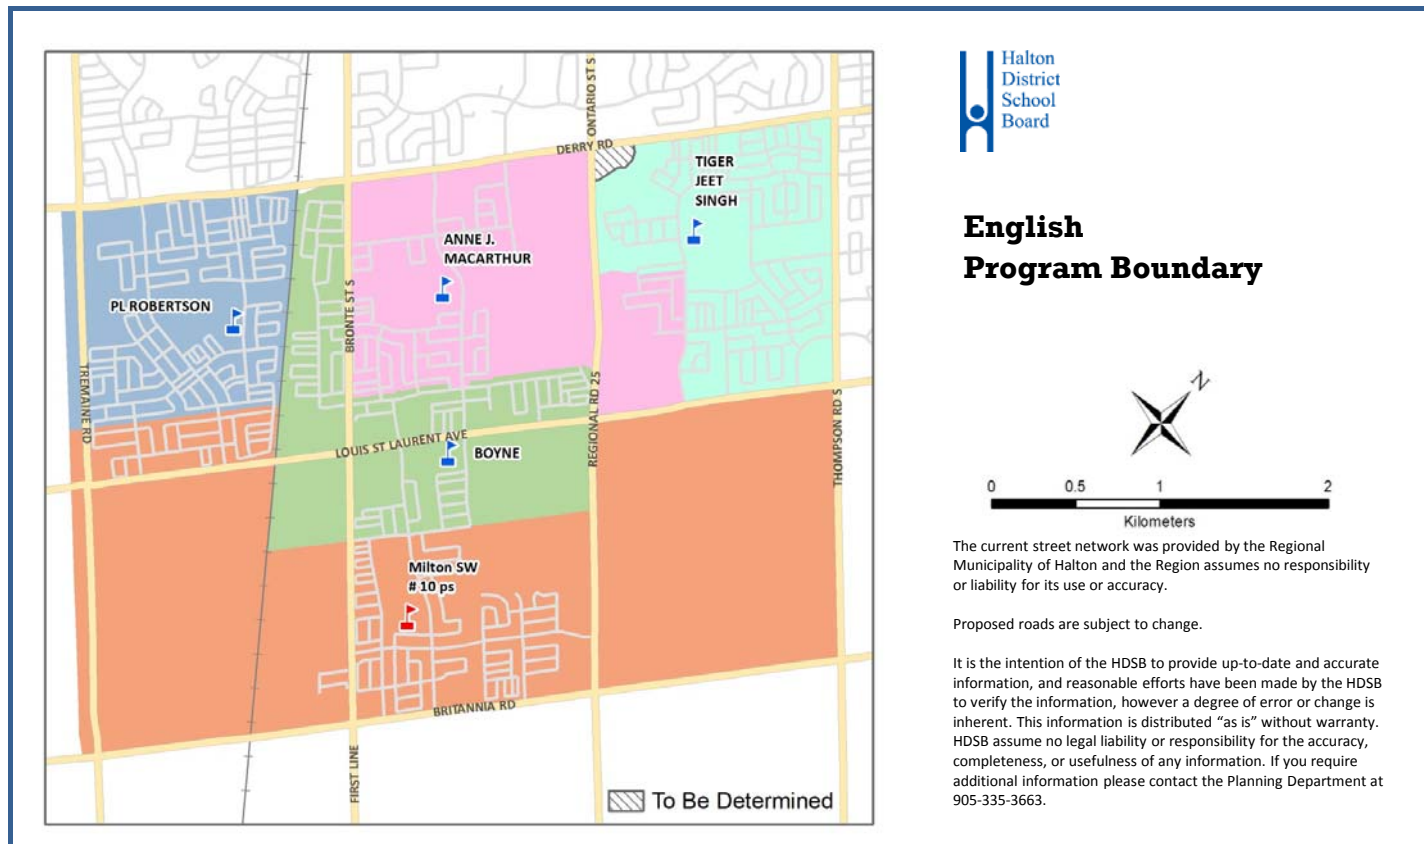 Halton
District
School
Board
English
Program Boundary
ONTARIO ST S
DERRY RD
TIGER
JEET
SINGH
ANNE J.
MACARTHUR
PL ROBERTSON
BRONTE ST S
TREMAINE RD
REGIONAL RD 25
THOMPSON RD S
LOUIS ST LAURENT AVE
BOYNE
Milton SW
# 10 ps
BRITANNIA RD
FIRST LINE
To Be Determined
N
0 0.5 1 2
Kilometers
The current street network was provided by the Regional
Municipality of Halton and the Region assumes no responsibility
or liability for its use or accuracy.
Proposed roads are subject to change.
It is the intention of the HDSB to provide up-to-date and accurate
information, and reasonable efforts have been made by the HDSB
to verify the information, however a degree of error or change is
inherent. This information is distributed “as is” without warranty.
HDSB assume no legal liability or responsibility for the accuracy,
completeness, or usefulness of any information. If you require
additional information please contact the Planning Department at
905-335-3663.